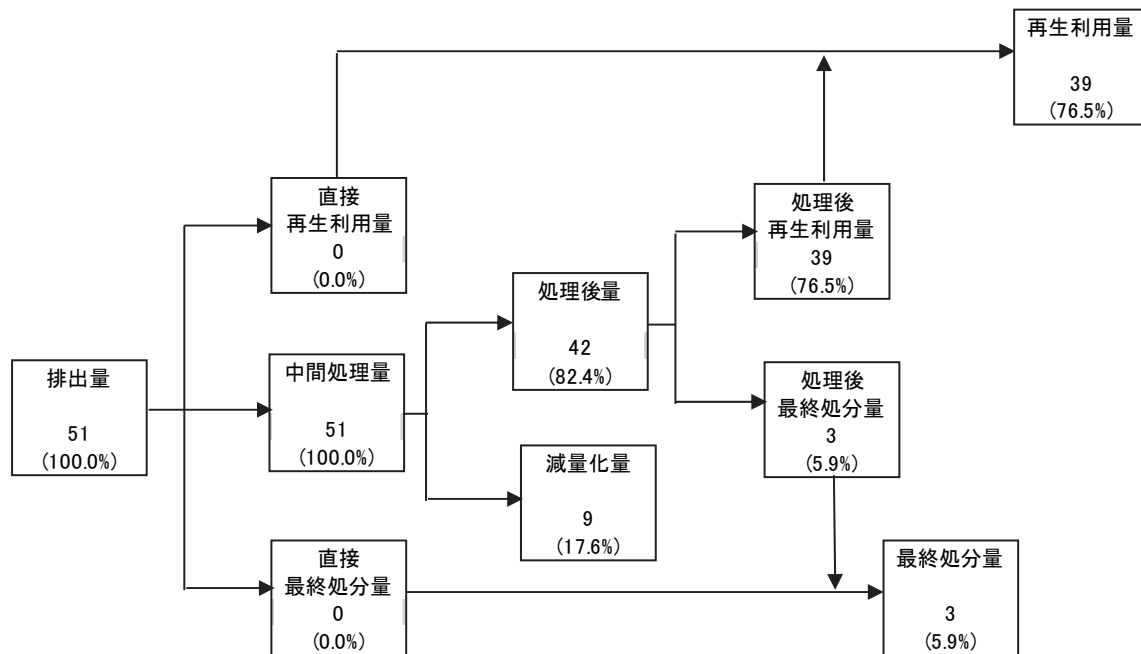 再生利用量
39
(76.5%)
直接
再生利用量
0
(0.0%)
処理後
再生利用量
39
(76.5%)
処理後量
42
(82.4%)
排出量
51
(100.0%)
中間処理量
51
(100.0%)
処理後
最終処分量
3
(5.9%)
減量化量
9
(17.6%)
直接
最終処分量
0
(0.0%)
最終処分量
3
(5.9%)